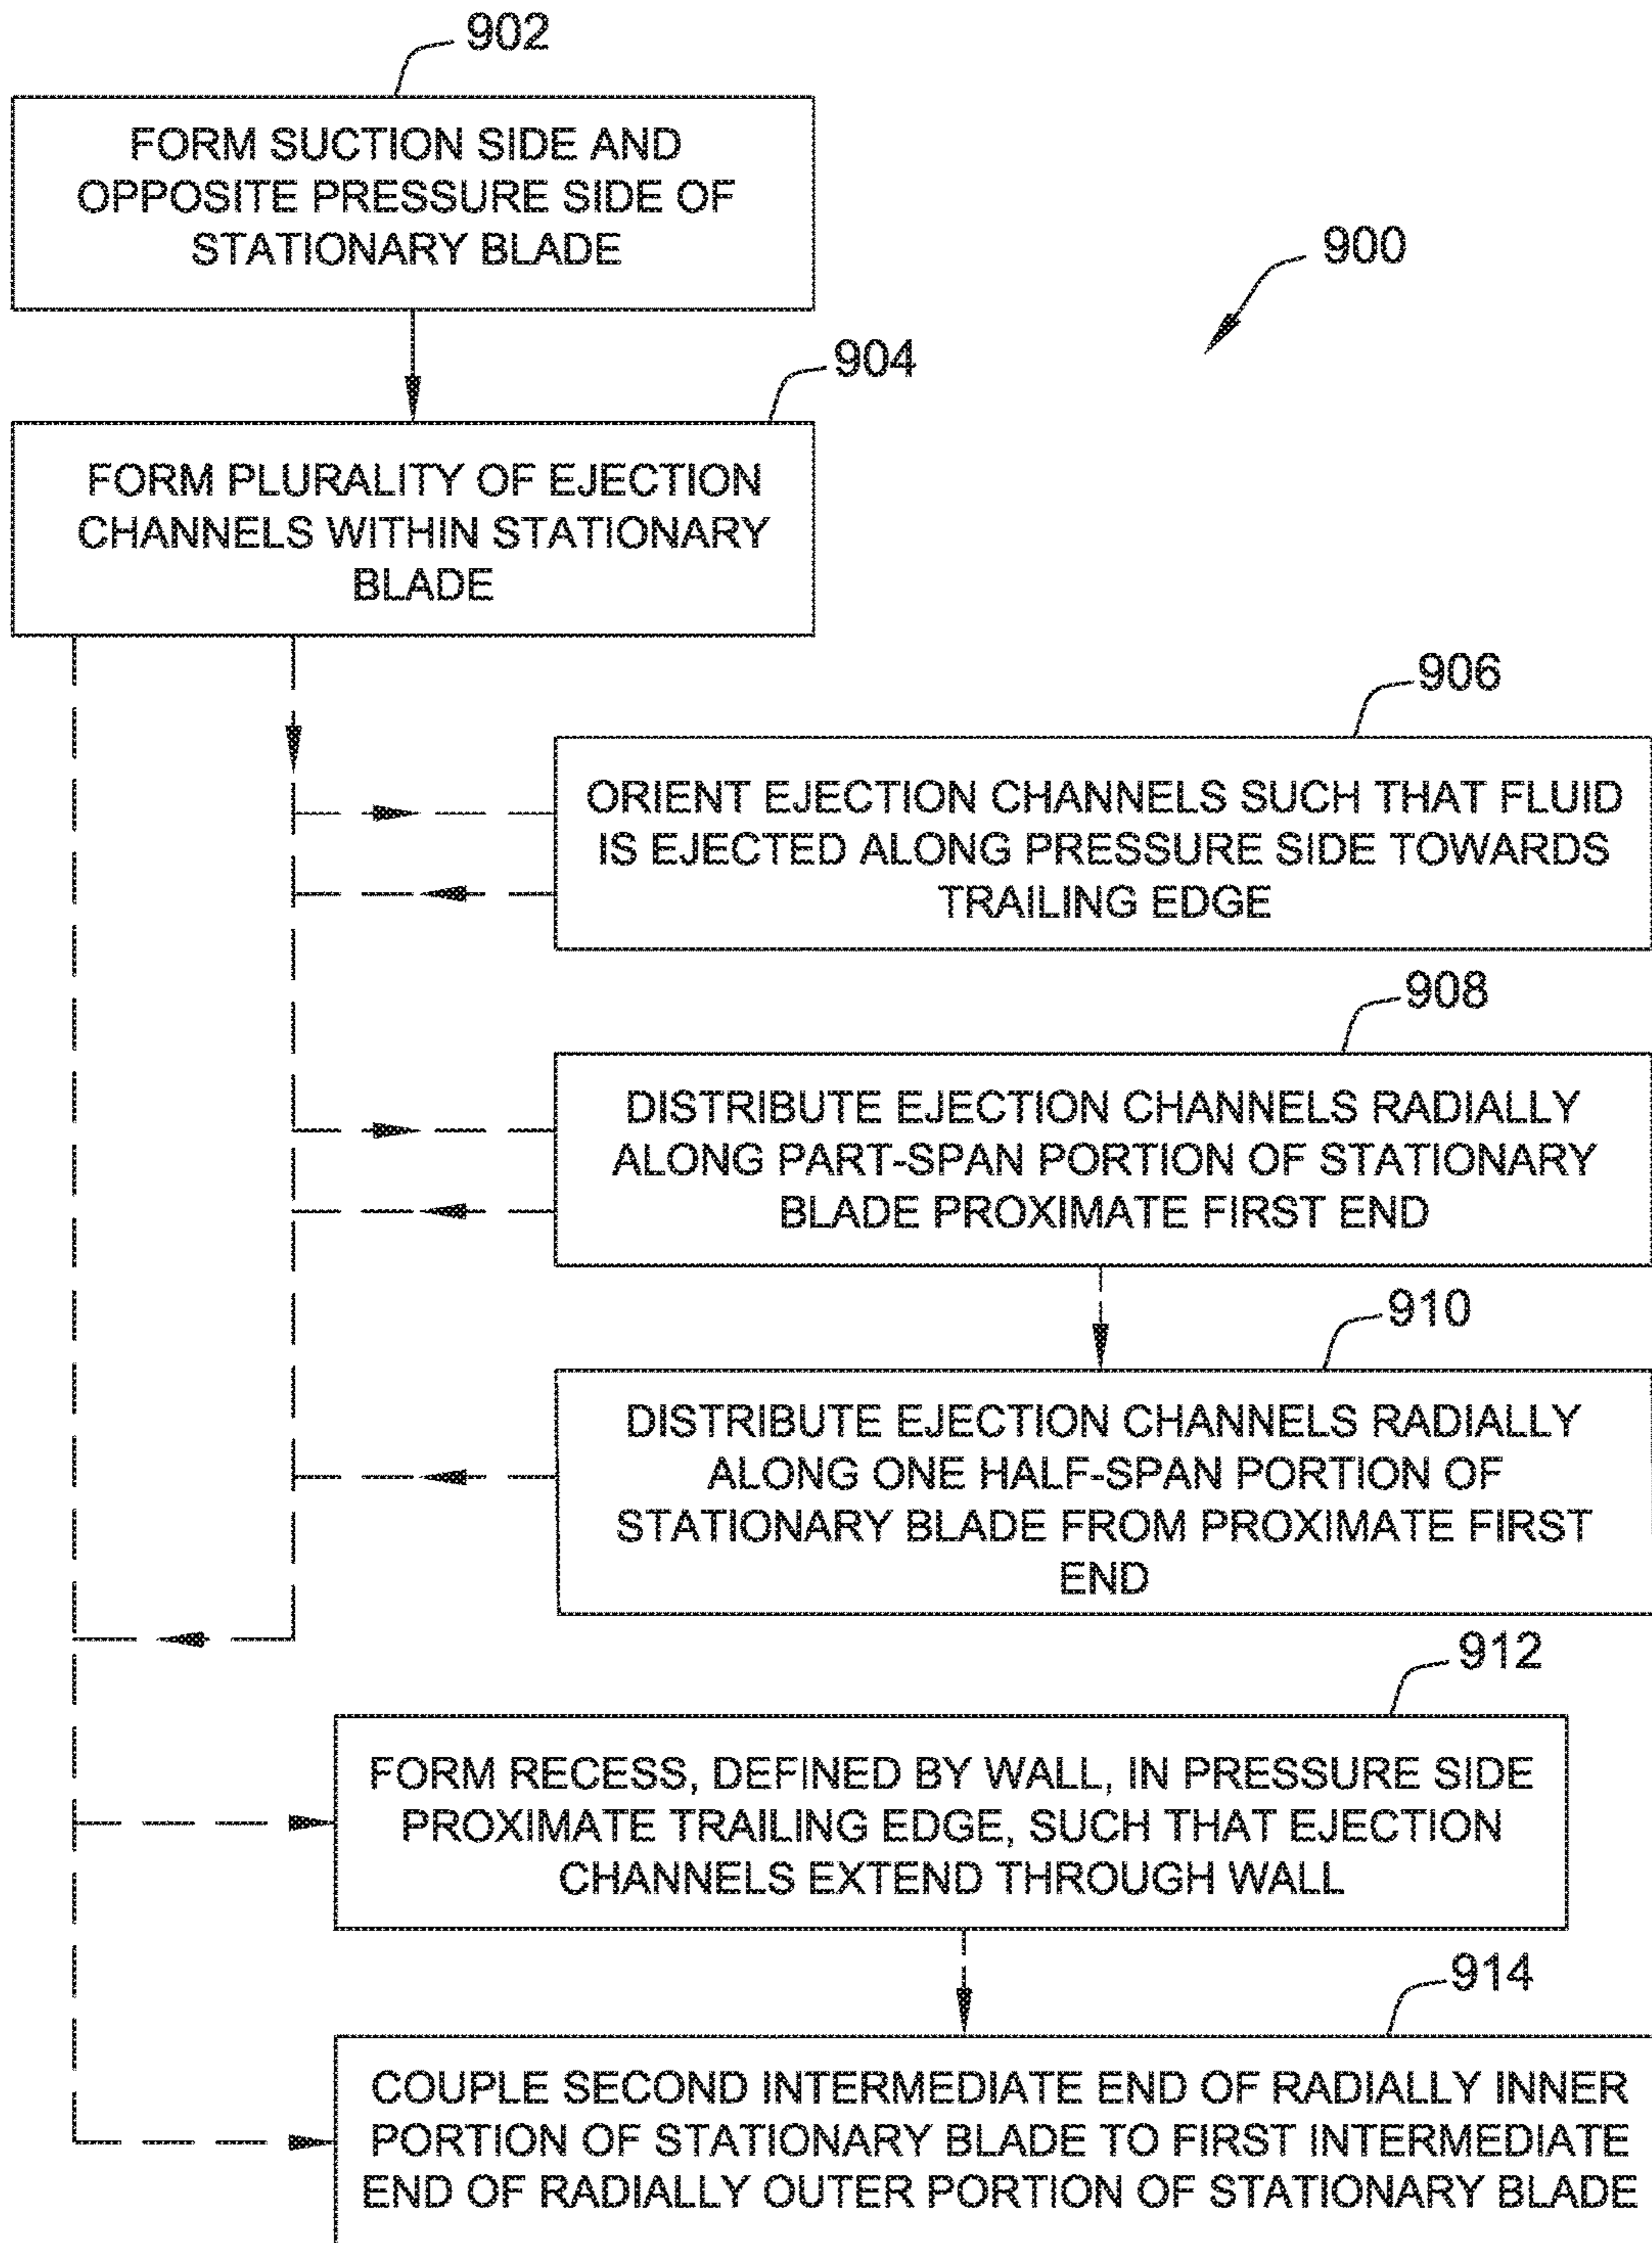 902
FORM SUCTION SIDE AND
OPPOSITE PRESSURE SIDE OF
STATIONARY BLADE
900
904
FORM PLURALITY OF EJECTION
CHANNELS WITHIN STATIONARY
BLADE
906
ORIENT EJECTION CHANNELS SUCH THAT FLUID
IS EJECTED ALONG PRESSURE SIDE TOWARDS
TRAILING EDGE
908
DISTRIBUTE EJECTION CHANNELS RADIALLY
ALONG PART-SPAN PORTION OF STATIONARY
BLADE PROXIMATE FIRST END
910
DISTRIBUTE EJECTION CHANNELS RADIALLY
ALONG ONE HALF-SPAN PORTION OF
STATIONARY BLADE FROM PROXIMATE FIRST
END
912
FORM RECESS, DEFINED BY WALL, IN PRESSURE SIDE
PROXIMATE TRAILING EDGE, SUCH THAT EJECTION
CHANNELS EXTEND THROUGH WALL
914
COUPLE SECOND INTERMEDIATE END OF RADIALLY INNER
PORTION OF STATIONARY BLADE TO FIRST INTERMEDIATE
END OF RADIALLY OUTER PORTION OF STATIONARY BLADE